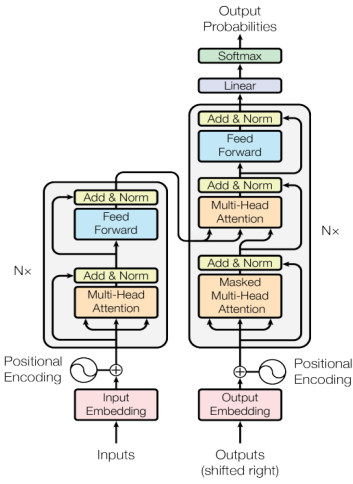 Output
Probabilities
Softmax
Linear
Add & Norm
Feed
Forward
Add & Norm
Multi-Head
Attention
Add & Norm
Masked
Multi-Head
Attention
N×
Add & Norm
Feed
Forward
Add & Norm
Multi-Head
Attention
N×
Positional
Encoding
Positional
Encoding
Input
Embedding
Output
Embedding
Inputs
Outputs
(shifted right)